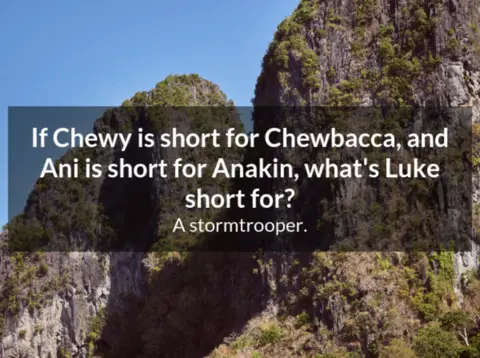 If Chewy is short for Chewbacca, and
Ani is short for Anakin, what's Luke
short for?
A stormtrooper.